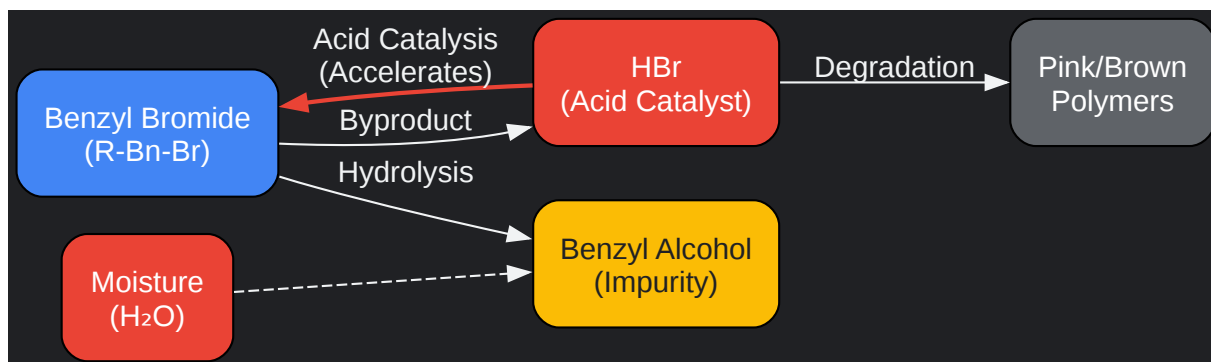 Acid Catalysis
(Accelerates)
HBr
(Acid Catalyst)
Degradation
Pink/Brown
Polymers
Benzyl Bromide
(R-Bn-Br)
Byproduct
Hydrolysis
Benzyl Alcohol
(Impurity)
Moisture
(H₂O)